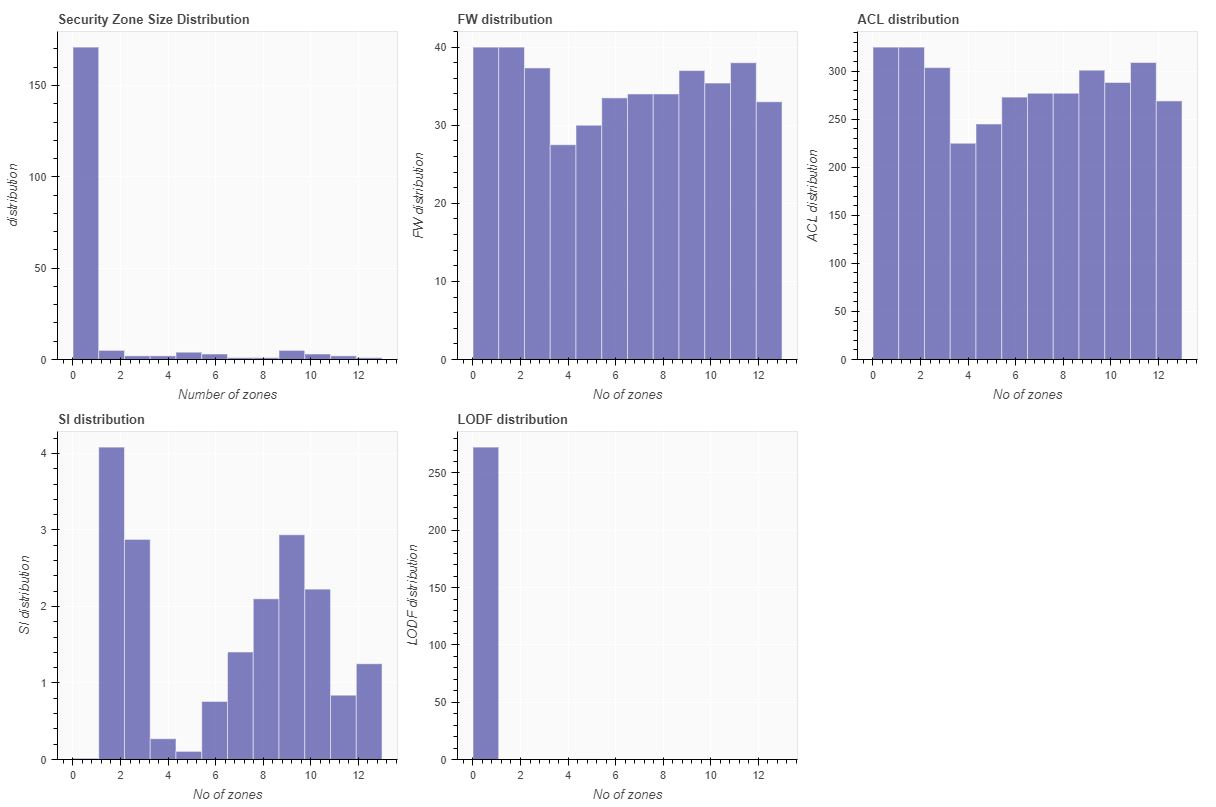 Security Zone Size Distribution
distribution
150
100
50
0
0 2 4 6 8 10 12
Number of zones
FW distribution
FW distribution
40
30
20
10
0
0 2 4 6 8 10 12
No of zones
ACL distribution
ACL distribution
300
250
200
150
100
50
0
0 2 4 6 8 10 12
No of zones
SI distribution
SI distribution
4
3
2
1
0
0 2 4 6 8 10 12
No of zones
LODF distribution
LODF distribution
250
200
150
100
50
0
0 2 4 6 8 10 12
No of zones